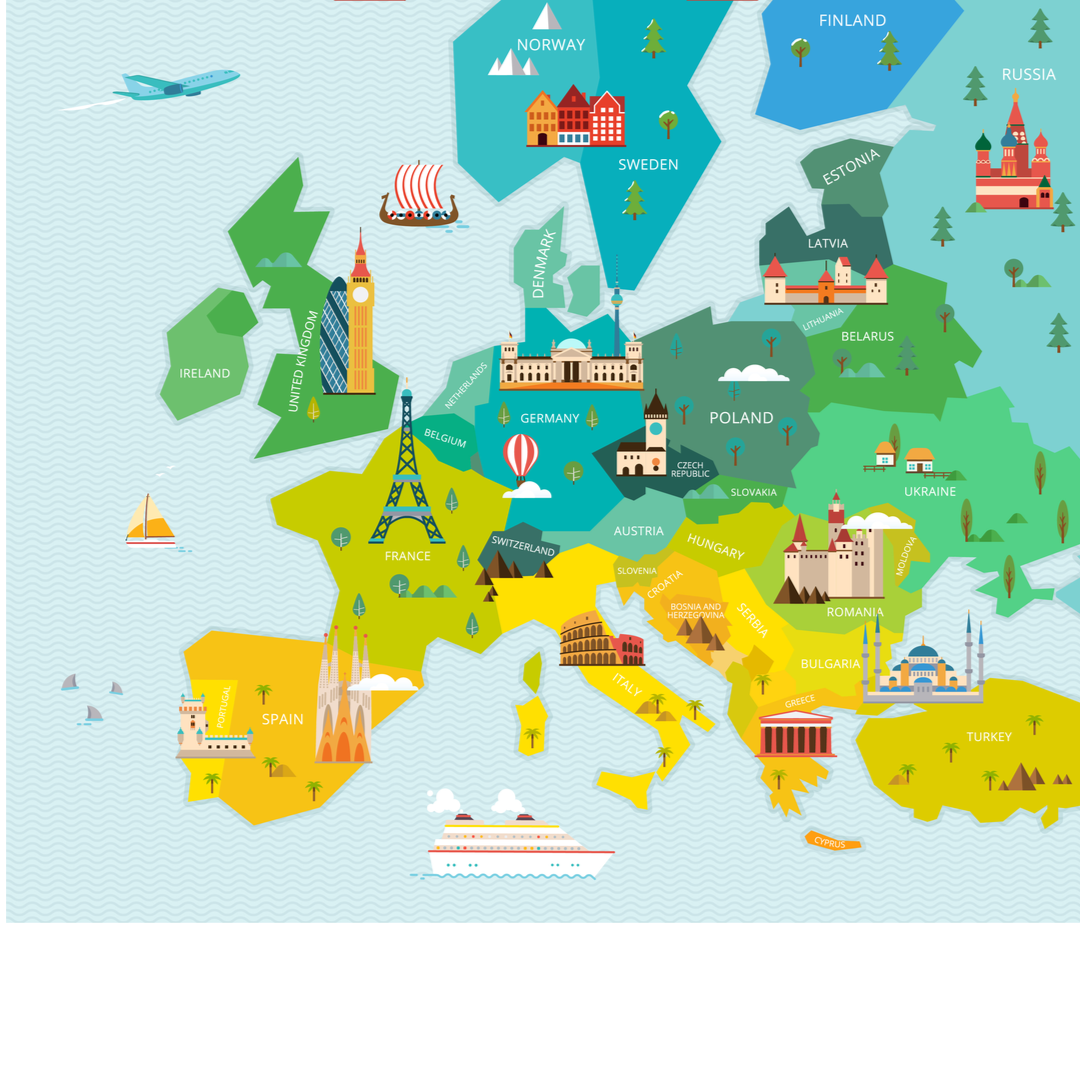 FINLAND
NORWAY
RUSSIA
SWEDEN
ESTONIA
LATVIA
DENMARK
LITHUANIA
BELARUS
UNITED KINGDOM
IRELAND
NETHERLANDS
GERMANY
POLAND
BELGIUM
CZECH
REPUBLIC
SLOVAKIA
UKRAINE
AUSTRIA
SWITZERLAND
HUNGARY
MOLDOVA
FRANCE
SLOVENIA
CROATIA
BOSNIA AND
HERZEGOVINA
SERBIA
ROMANIA
BULGARIA
ITALY
PORTUGAL
SPAIN
GREECE
TURKEY
CYPRUS